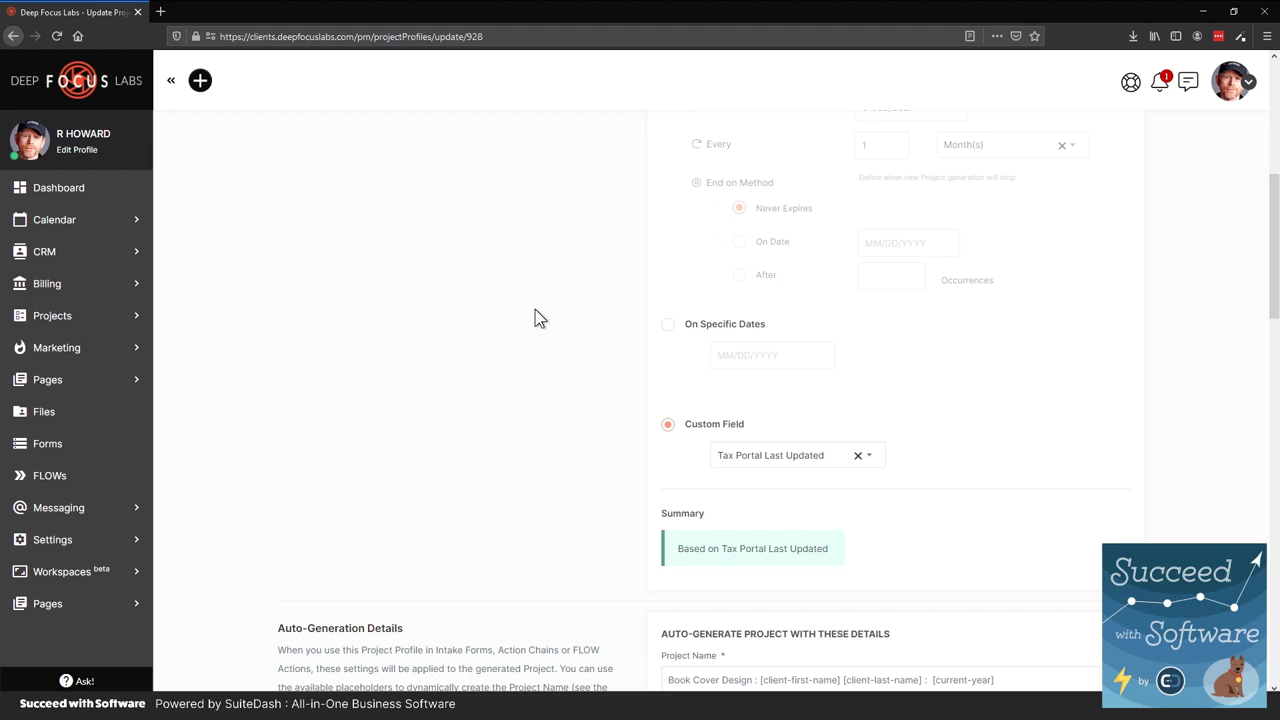 Deep Focus Labs - Update Proj
https://clients.deepfocuslabs.com/pm/projectProfiles/update/928
DEEP FOCUS LABS
1
R HOWARD
Edit Profile
Dashboard
Calendar
CRM
Billing
Projects
Marketing
Pages
Files
Forms
FLOWs
Messaging
Settings
Workspaces beta
Pages
Ask!
Every
1
Month(s)
End on Method
Define when new Project generation will stop
Never Expires
On Date
MM/DD/YYYY
After
Occurrences
On Specific Dates
MM/DD/YYYY
Custom Field
Tax Portal Last Updated
Summary
Based on Tax Portal Last Updated
Auto-Generation Details
When you use this Project Profile in Intake Forms, Action Chains or FLOW
Actions, these settings will be applied to the generated Project. You can use
the available placeholders to dynamically create the Project Name (see the
AUTO-GENERATE PROJECT WITH THESE DETAILS
Project Name *
Book Cover Design : [client-first-name] [client-last-name] : [current-year]
Succeed
with Software
by
Succeed with Software Powered by SuiteDash : All-in-One Business Software